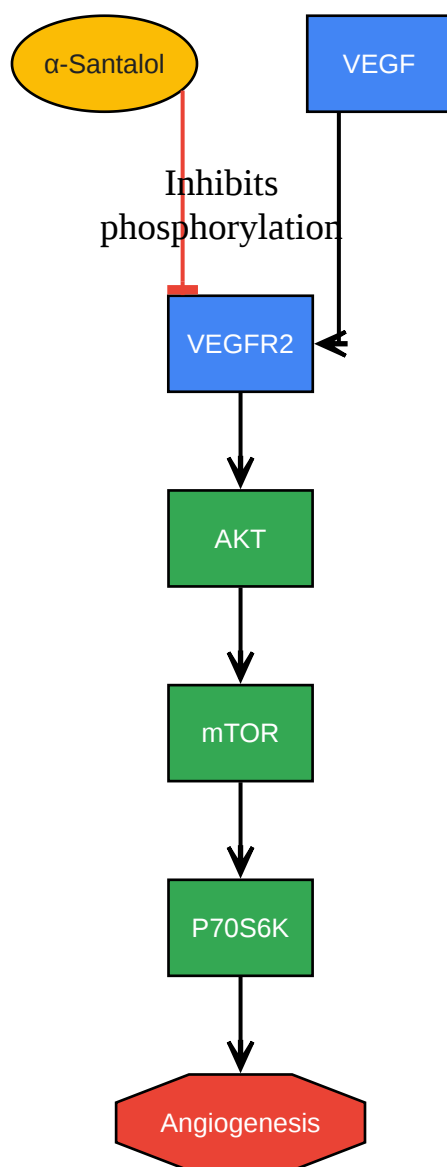 α-Santalol
VEGF
Inhibits
phosphorylation
VEGFR2
AKT
mTOR
P70S6K
Angiogenesis